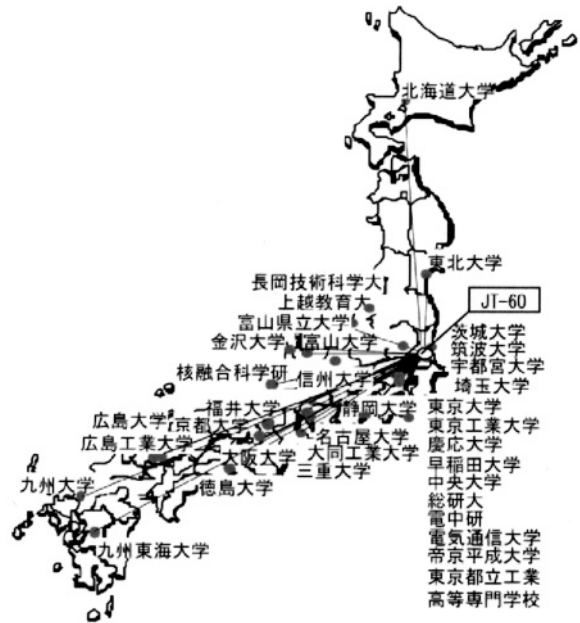 北海道大学
東北大学
長岡技術科学大
上越教育大
JT-60
富山県立大学
金沢大学
富山大学
核融合科学研
信州大学
茨城大学
筑波大学
宇都宮大学
埼玉大学
福井大学
静岡大学
広島大学
京都大学
名古屋大学
広島工業大学
大阪大学
大同工業大学
三重大学
九州大学
徳島大学
九州東海大学
東京大学
東京工業大学
慶応大学
早稲田大学
中央大学
総研大
電中研
電気通信大学
帝京平成大学
東京都立工業
高等専門学校